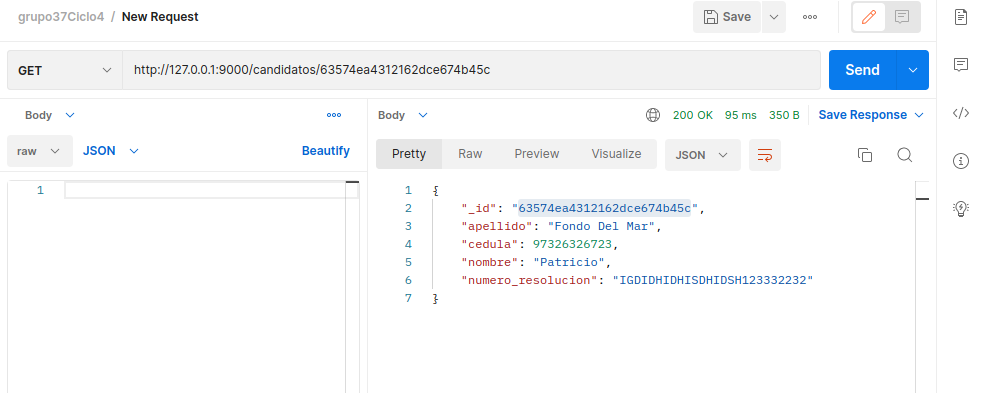 grupo37Ciclo4 / New Request
Save
GET
http://127.0.0.1:9000/candidatos/63574ea4312162dce674b45c
Send
Body
raw
JSON
Beautify
1
Body
200 OK 95 ms 350 B
Save Response
Pretty Raw Preview Visualize
JSON
1 {
2 "_id": "63574ea4312162dce674b45c",
3 "apellido": "Fondo Del Mar",
4 "cedula": 97326326723,
5 "nombre": "Patricio",
6 "numero_resolucion": "IGDIDHIDHISDHIDSH123332232"
7 }